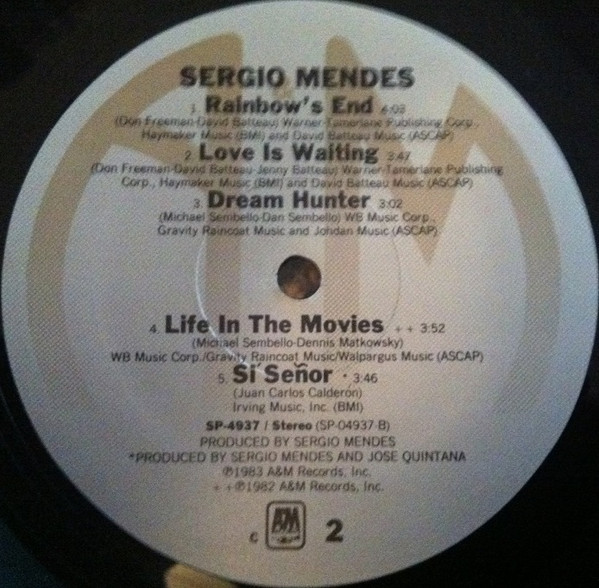 SERGIO MENDES
1. Rainbow's End 4:03
(Don Freeman-David Batteau) Warner-Tamerlane Publishing Corp.,
Haymaker Music (BMI) and David Batteau Music (ASCAP)
2. Love Is Waiting 3:47
(Don Freeman-David Batteau-Jenny Batteau) Warner-Tamerlane Publishing
Corp., Haymaker Music (BMI) and David Batteau Music (ASCAP)
3. Dream Hunter 3:02
(Michael Sembello-Dan Sembello) WB Music Corp.,
Gravity Raincoat Music and Johdan Music (ASCAP)
4. Life In The Movies + + 3:52
(Michael Sembello-Dennis Matkowsky)
WB Music Corp./Gravity Raincoat Music/Walpargus Music (ASCAP)
5. Si Señor * 3:46
(Juan Carlos Calderón)
Irving Music, Inc. (BMI)
SP-4937 / Stereo (SP-04937-B)
PRODUCED BY SERGIO MENDES
*PRODUCED BY SERGIO MENDES AND JOSE QUINTANA
℗1983 A&M Records, Inc.
+ + ℗1982 A&M Records, Inc.
C A&M 2